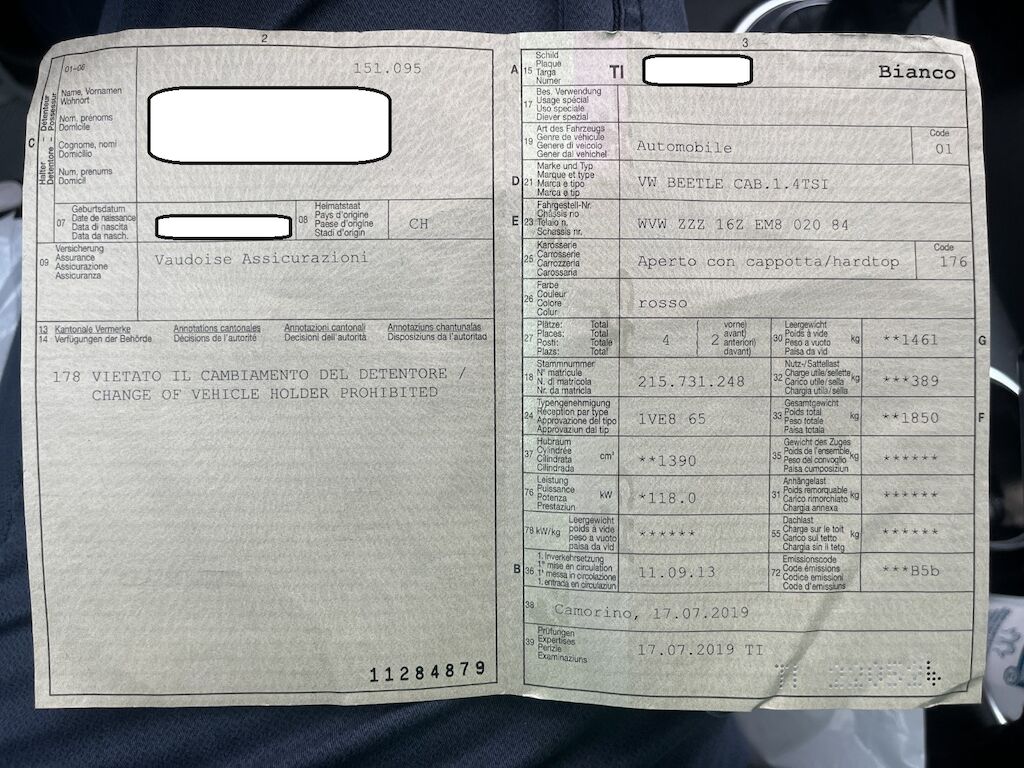 2
01-06
151.095
C
Halter Detentore - Detenteur Possessur
Name, Vornamen
Wohnort
Nom, prénoms
Domicile
Cognome, nomi
Domicilio
Num, prenums
Domicil
07
Geburtsdatum
Date de naissance
Data di nascita
Data da nasch.
08
Heimatstaat
Pays d'origine
Paese d'origine
Stadi d'origin
CH
09
Versicherung
Assurance
Assicurazione
Assicuranza
Vaudoise Assicurazioni
13 Kantonale Vermerke Annotations cantonales Annotazioni cantonali Annotaziuns chantunalas
14 Verfügungen der Behörde Décisions de l'autorité Decisioni dell'autorità Disposiziuns da l'autoritad
178 VIETATO IL CAMBIAMENTO DEL DETENTORE /
CHANGE OF VEHICLE HOLDER PROHIBITED
11284879
3
A 15
Schild
Plaque
Targa
Numer
TI
Bianco
17
Bes. Verwendung
Usage spécial
Uso speciale
Diever spezial
19
Art des Fahrzeugs
Genre de véhicule
Genere di veicolo
Gener dal vehichel
Automobile
Code
01
D 21
Marke und Typ
Marque et type
Marca e tipo
Marca e tip
VW BEETLE CAB.1.4TSI
E 23
Fahrgestell-Nr.
Châssis no
Telaio n.
Schassis nr.
WVW ZZZ 16Z EM8 020 84
25
Karosserie
Carrosserie
Carrozzeria
Carossaria
Aperto con cappotta/hardtop
Code
176
26
Farbe
Couleur
Colore
Colur
rosso
27
Plätze: Total
Places: Total
Posti: Totale
Plazs: Total
4
2
vorne)
avant)
anteriori)
davant)
30
Leergewicht
Poids à vide
Peso a vuoto
Paisa da vid
kg
**1461
G
18
Stammnummer
N° matricule
N. di matricola
Nr. da matricla
215.731.248
32
Nutz-/Sattellast
Charge utile/sellette
Carico utile/sella
Chargia utila/sella
kg
***389
24
Typengenehmigung
Réception par type
Approvazione del tipo
Approvaziun dal tip
1VE8 65
33
Gesamtgewicht
Poids total
Peso totale
Paisa totala
kg
**1850
F
37
Hubraum
Cylindrée
Cilindrata
Cilindrada
cm³
**1390
35
Gewicht des Zuges
Poids de l'ensemble
Peso del convoglio
Paisa cumposiziun
kg
******
76
Leistung
Puissance
Potenza
Prestaziun
kW
*118.0
31
Anhängelast
Poids remorquable
Carico rimorchiato
Chargia annexa
kg
******
78 kW/kg
Leergewicht
poids à vide
peso a vuoto
paisa da vid
******
55
Dachlast
Charge sur le toit
Carico sul tetto
Chargia sin il tetg
kg
******
B 36
1. Inverkehrsetzung
1re mise en circulation
1a messa in circolazione
1. entrada en circulaziun
11.09.13
72
Emissionscode
Code émissions
Codice emissioni
Code d'emissiuns
***B5b
38
Camorino, 17.07.2019
39
Prüfungen
Expertises
Perizie
Examinaziuns
17.07.2019 TI